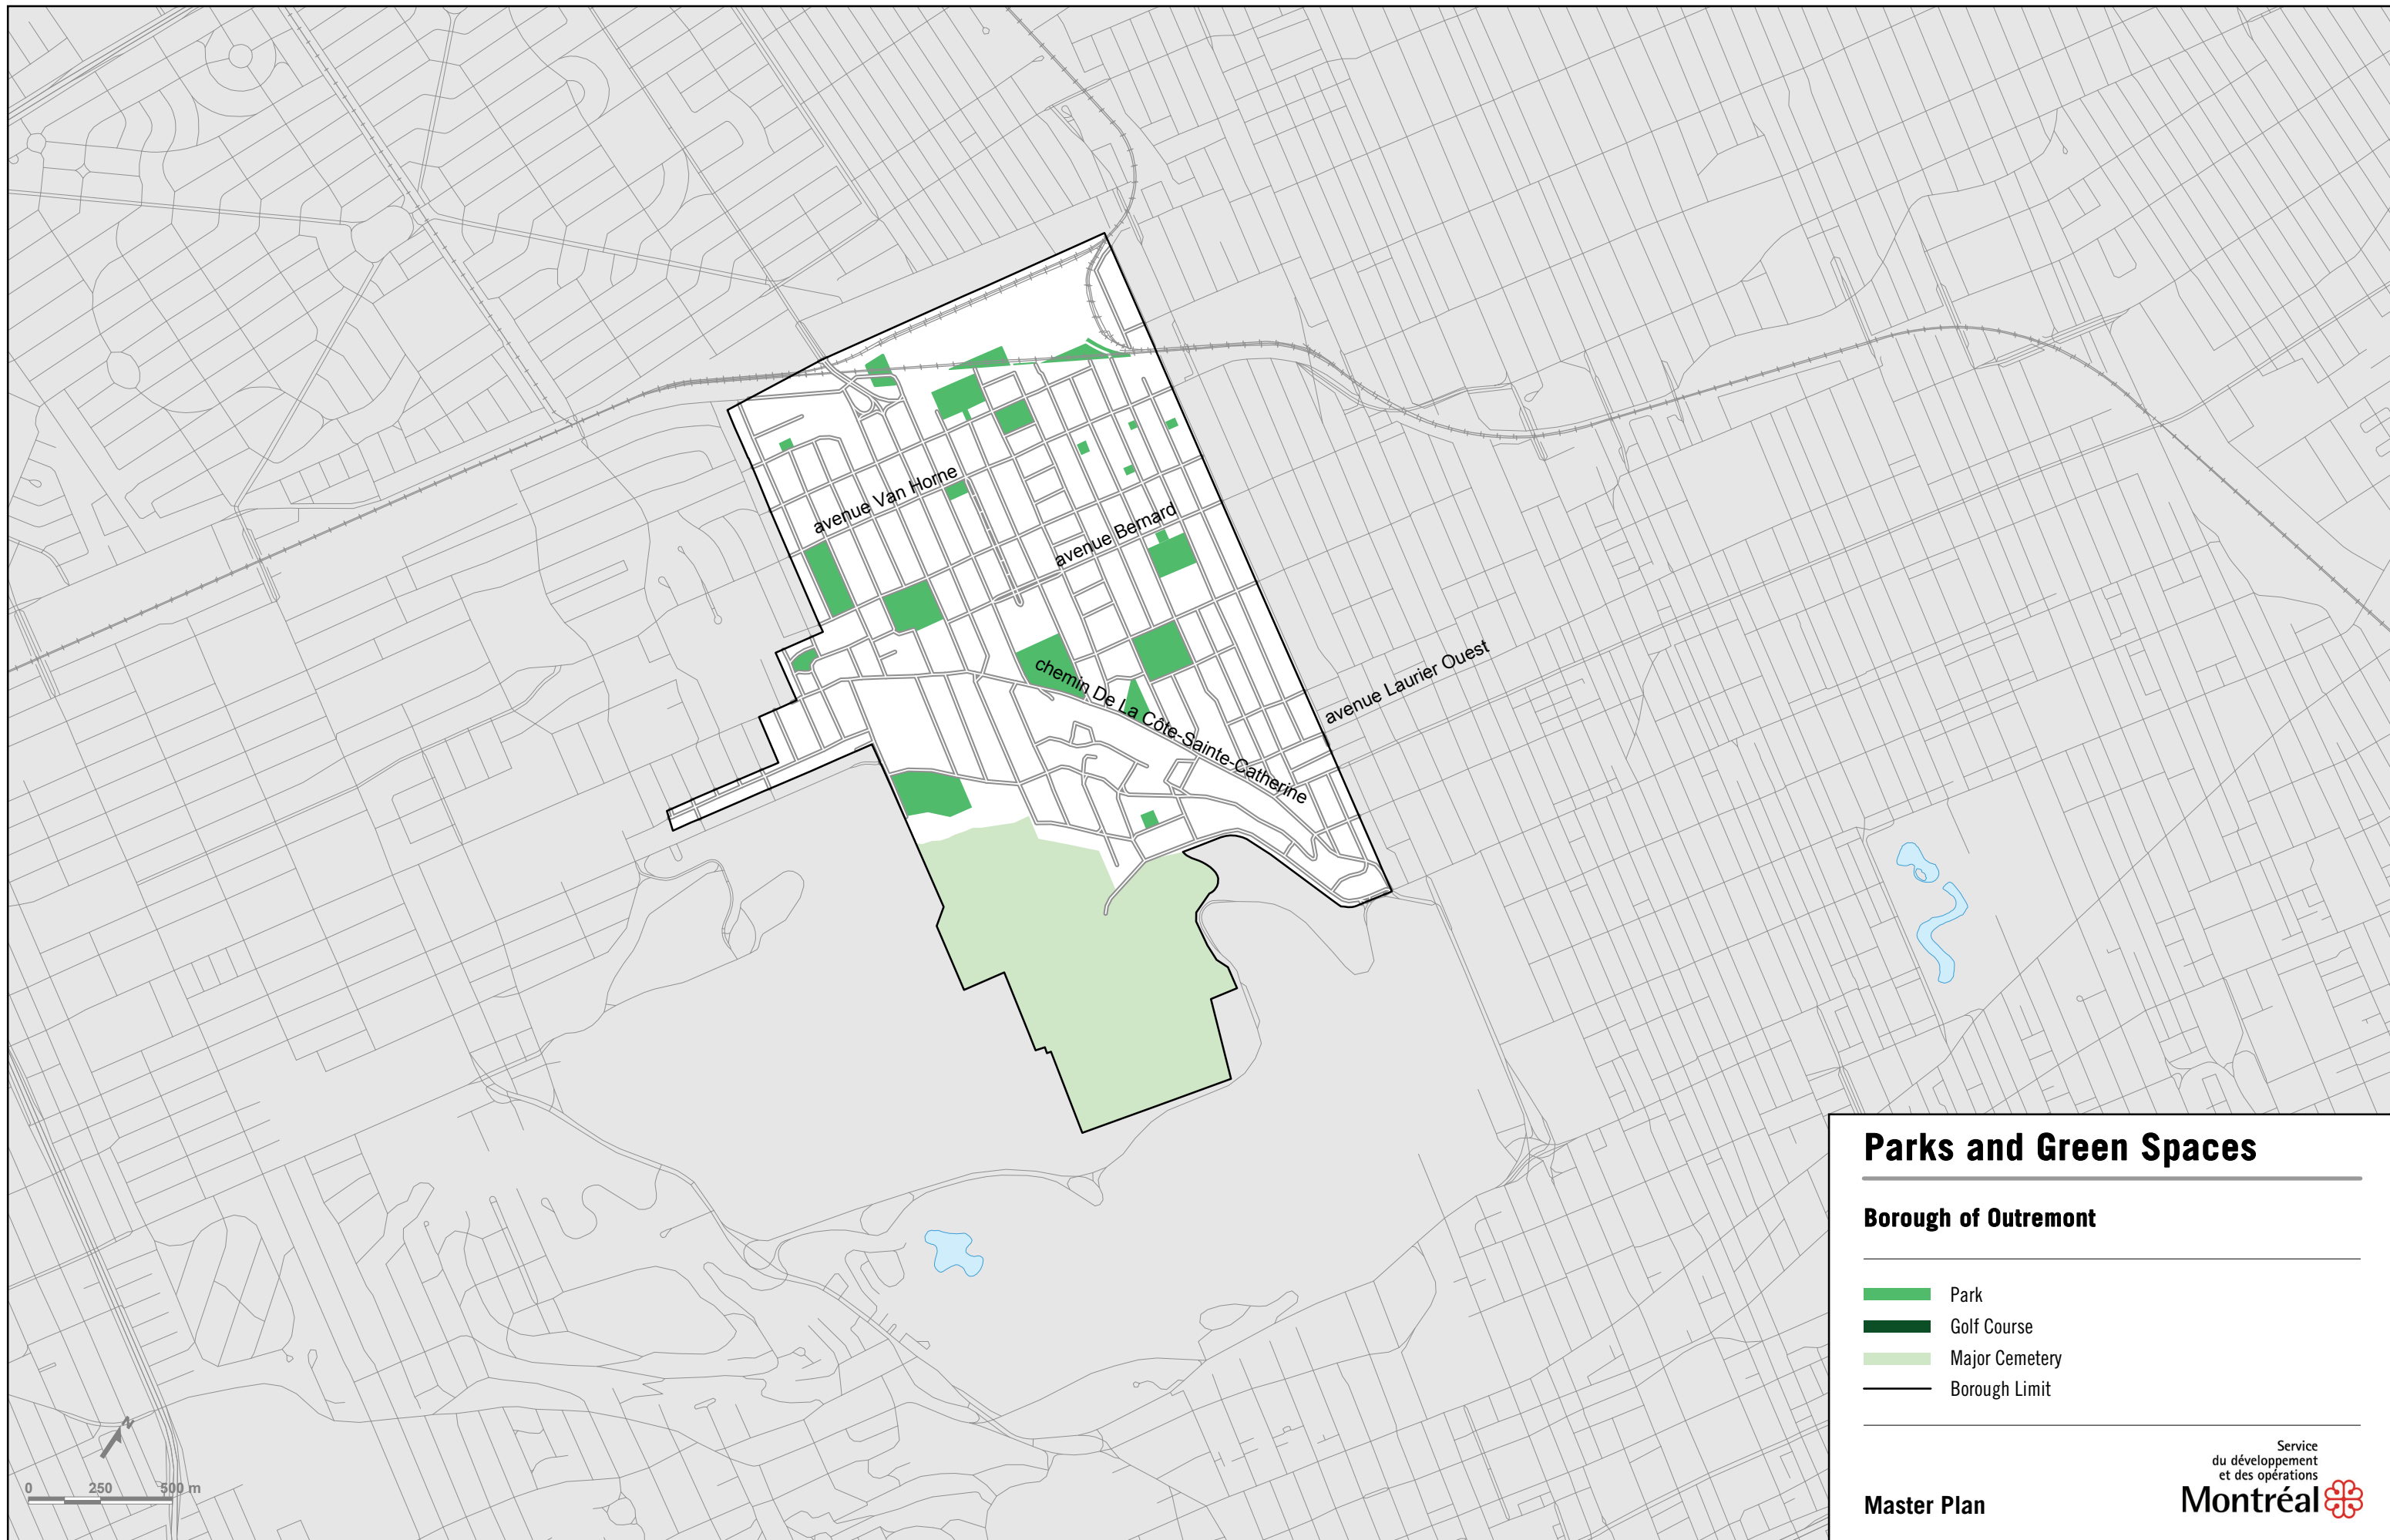 avenue Van Horne
avenue Bernard
chemin De La Côte-Sainte-Catherine
avenue Laurier Ouest
Parks and Green Spaces
Borough of Outremont
Park
Golf Course
Major Cemetery
Borough Limit
N
0 250 500 m
Service
du développement
et des opérations
Montréal
Master Plan